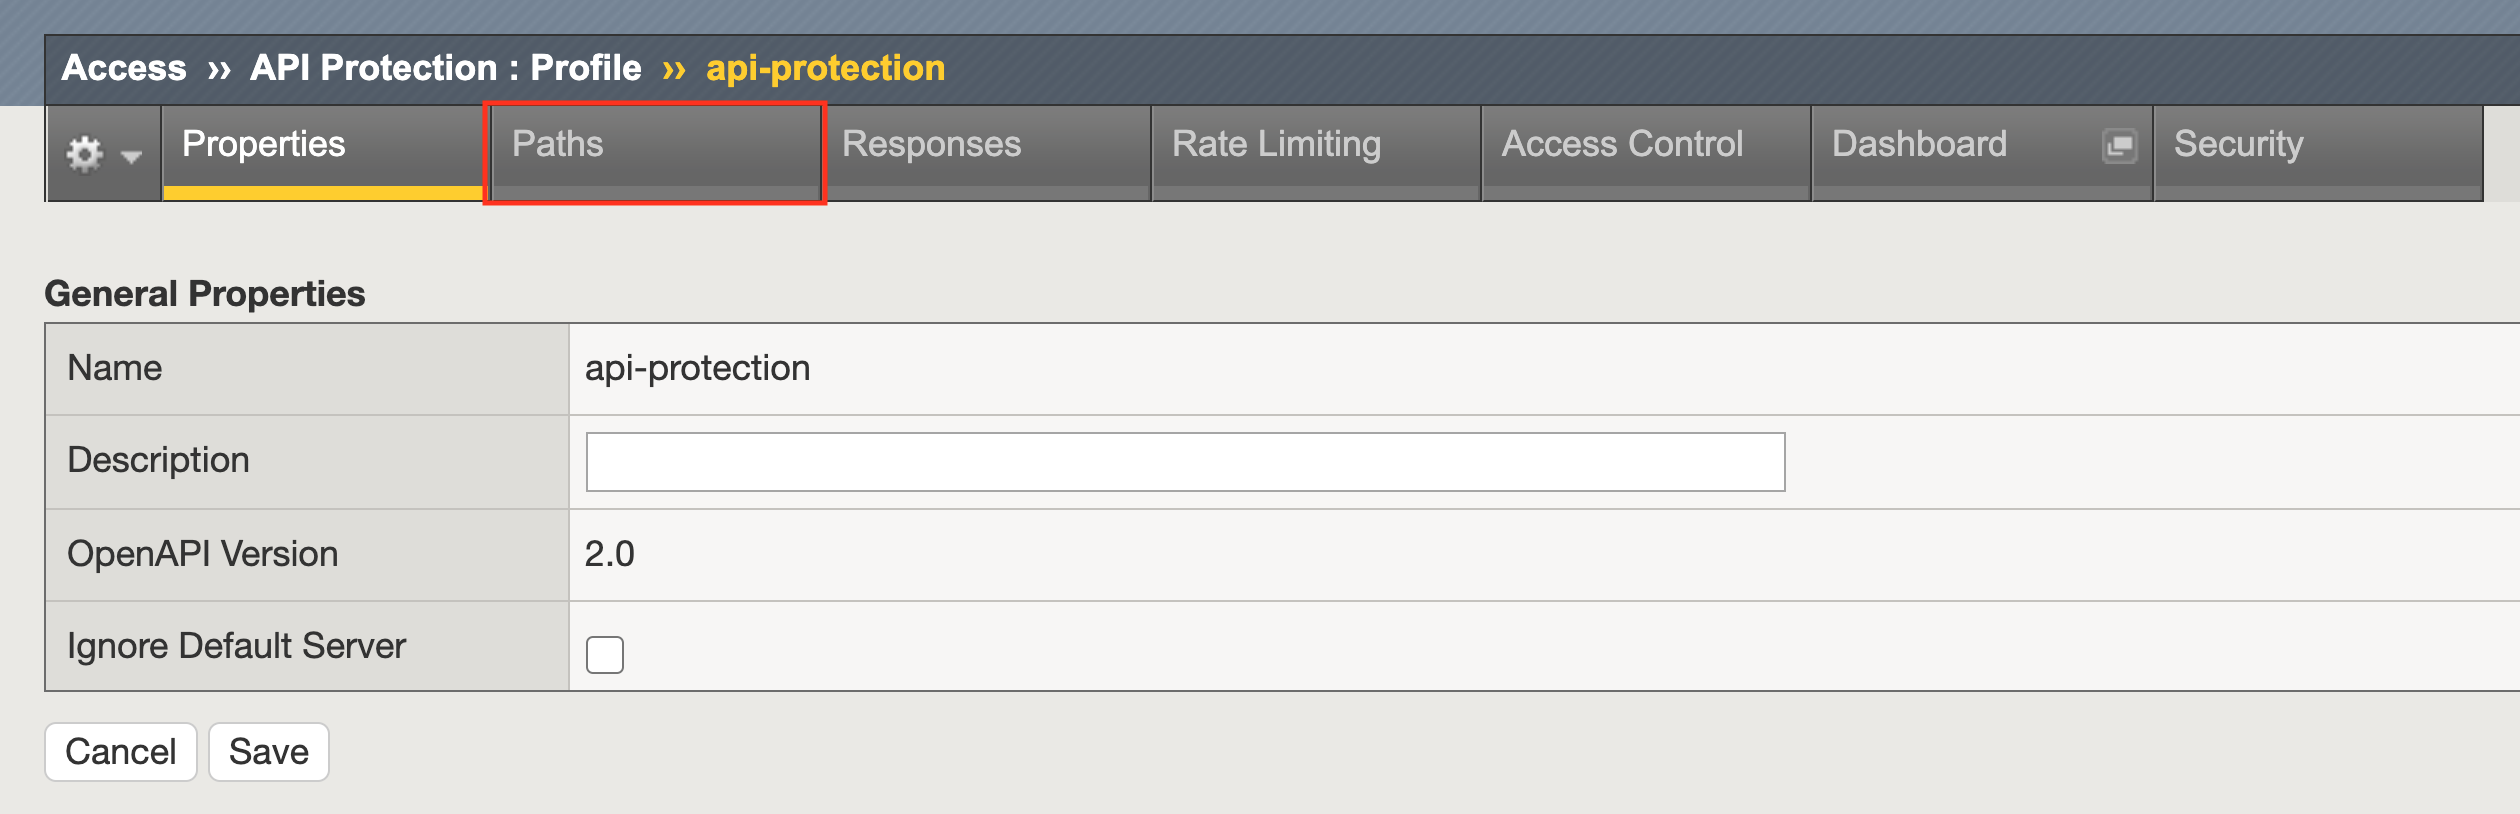 Access ›› API Protection : Profile ›› api-protection
Properties Paths Responses Rate Limiting Access Control Dashboard Security
General Properties
Name api-protection
Description
OpenAPI Version 2.0
Ignore Default Server
Cancel Save